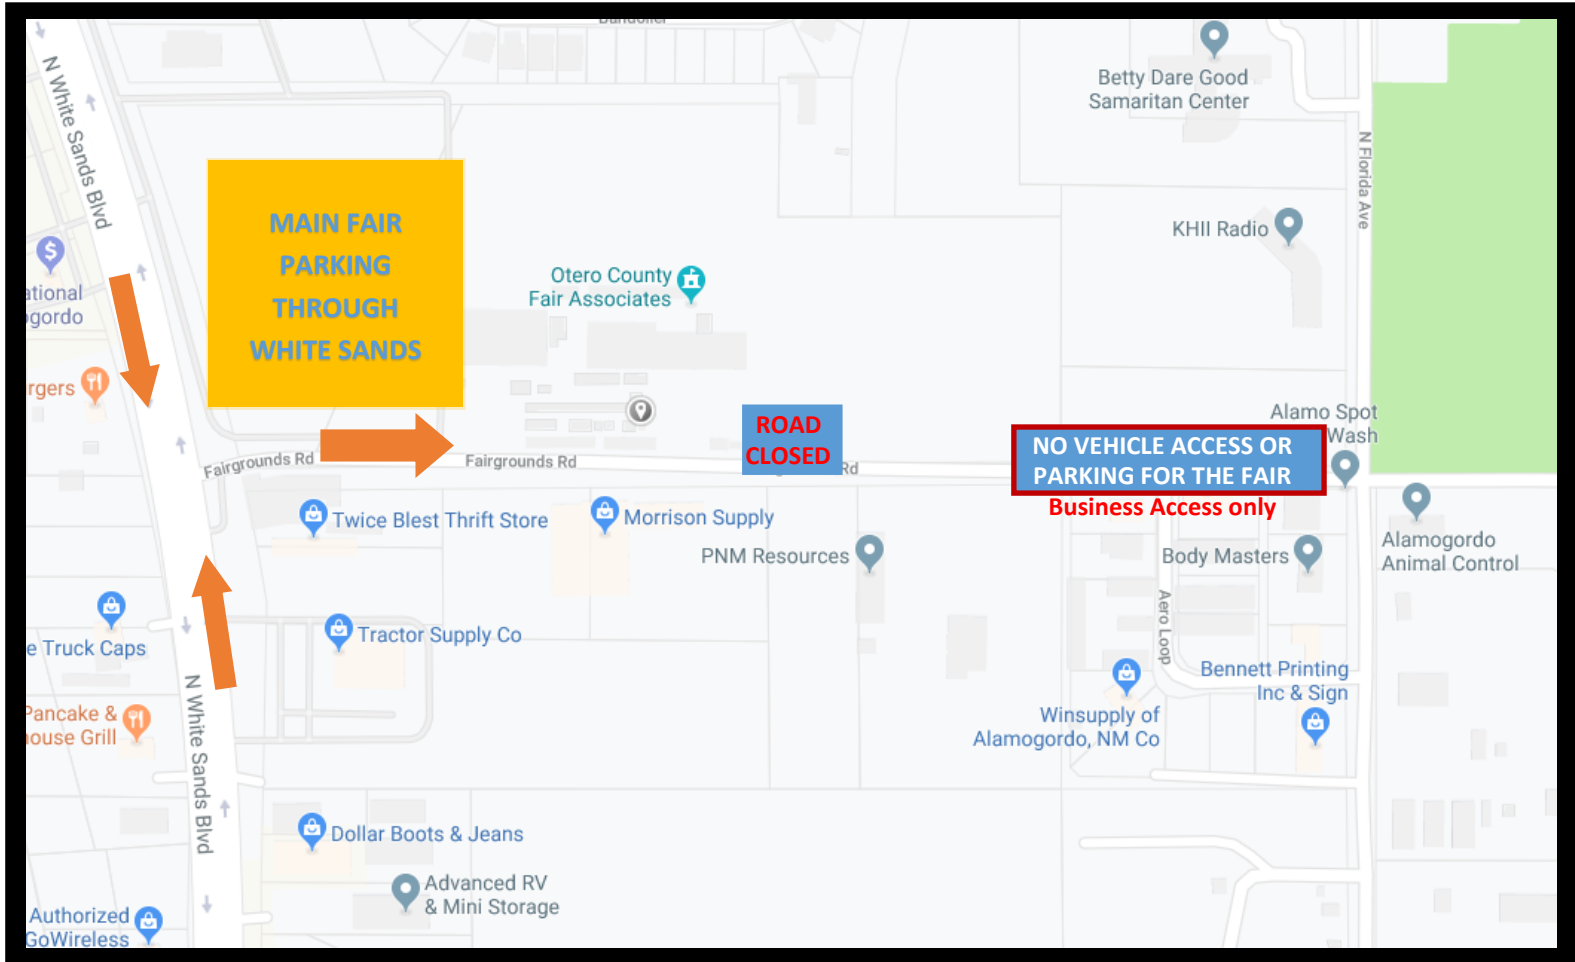 Bandolier
N White Sands Blvd
Betty Dare Good
Samaritan Center
N Florida Ave
MAIN FAIR
PARKING
THROUGH
WHITE SANDS
KHII Radio
Otero County
Fair Associates
ational
ogordo
rgers
ROAD
CLOSED
Alamo Spot
Wash
NO VEHICLE ACCESS OR
PARKING FOR THE FAIR
Business Access only
Fairgrounds Rd
Fairgrounds Rd
Rd
Twice Blest Thrift Store
Morrison Supply
PNM Resources
Body Masters
Alamogordo
Animal Control
Aero Loop
e Truck Caps
Tractor Supply Co
Bennett Printing
Inc & Sign
Pancake &
ouse Grill
N White Sands Blvd
Winsupply of
Alamogordo, NM Co
Dollar Boots & Jeans
Advanced RV
& Mini Storage
Authorized
GoWireless